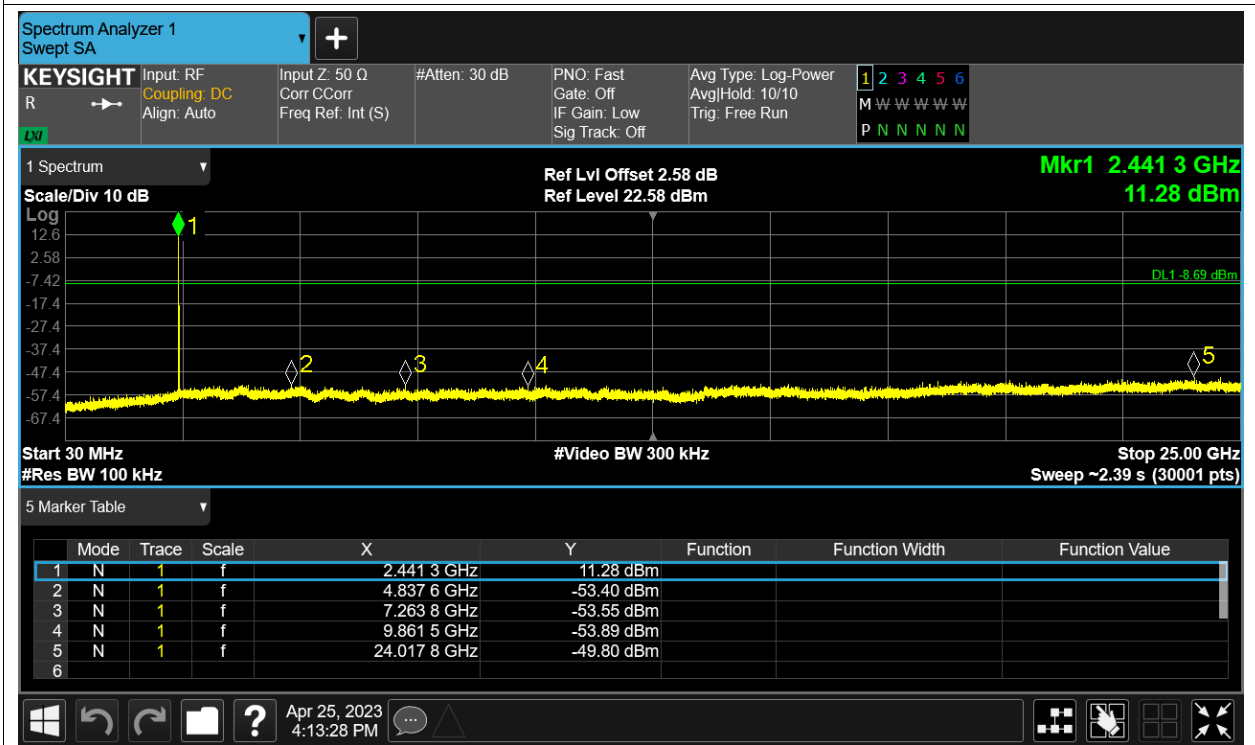 Spectrum Analyzer 1
Swept SA
+
KEYSIGHT Input: RF Input Z: 50 Ω #Atten: 30 dB PNO: Fast Avg Type: Log-Power 1 2 3 4 5 6
R Coupling: DC Corr CCorr Gate: Off Avg|Hold: 10/10 M W W W W W
Align: Auto Freq Ref: Int (S) IF Gain: Low Trig: Free Run
LXI Sig Track: Off P N N N N N
1 Spectrum Ref Lvl Offset 2.58 dB Mkr1 2.441 3 GHz
Scale/Div 10 dB Ref Level 22.58 dBm 11.28 dBm
Log
1
12.6
2.58
DL1 -8.69 dBm
-7.42
-17.4
-27.4
-37.4
2 3 4 5
-47.4
-57.4
-67.4
Start 30 MHz #Video BW 300 kHz Stop 25.00 GHz
#Res BW 100 kHz Sweep ~2.39 s (30001 pts)
5 Marker Table
Mode Trace Scale X Y Function Function Width Function Value
1 N 1 f 2.441 3 GHz 11.28 dBm
2 N 1 f 4.837 6 GHz -53.40 dBm
3 N 1 f 7.263 8 GHz -53.55 dBm
4 N 1 f 9.861 5 GHz -53.89 dBm
5 N 1 f 24.017 8 GHz -49.80 dBm
6
? Apr 25, 2023
4:13:28 PM